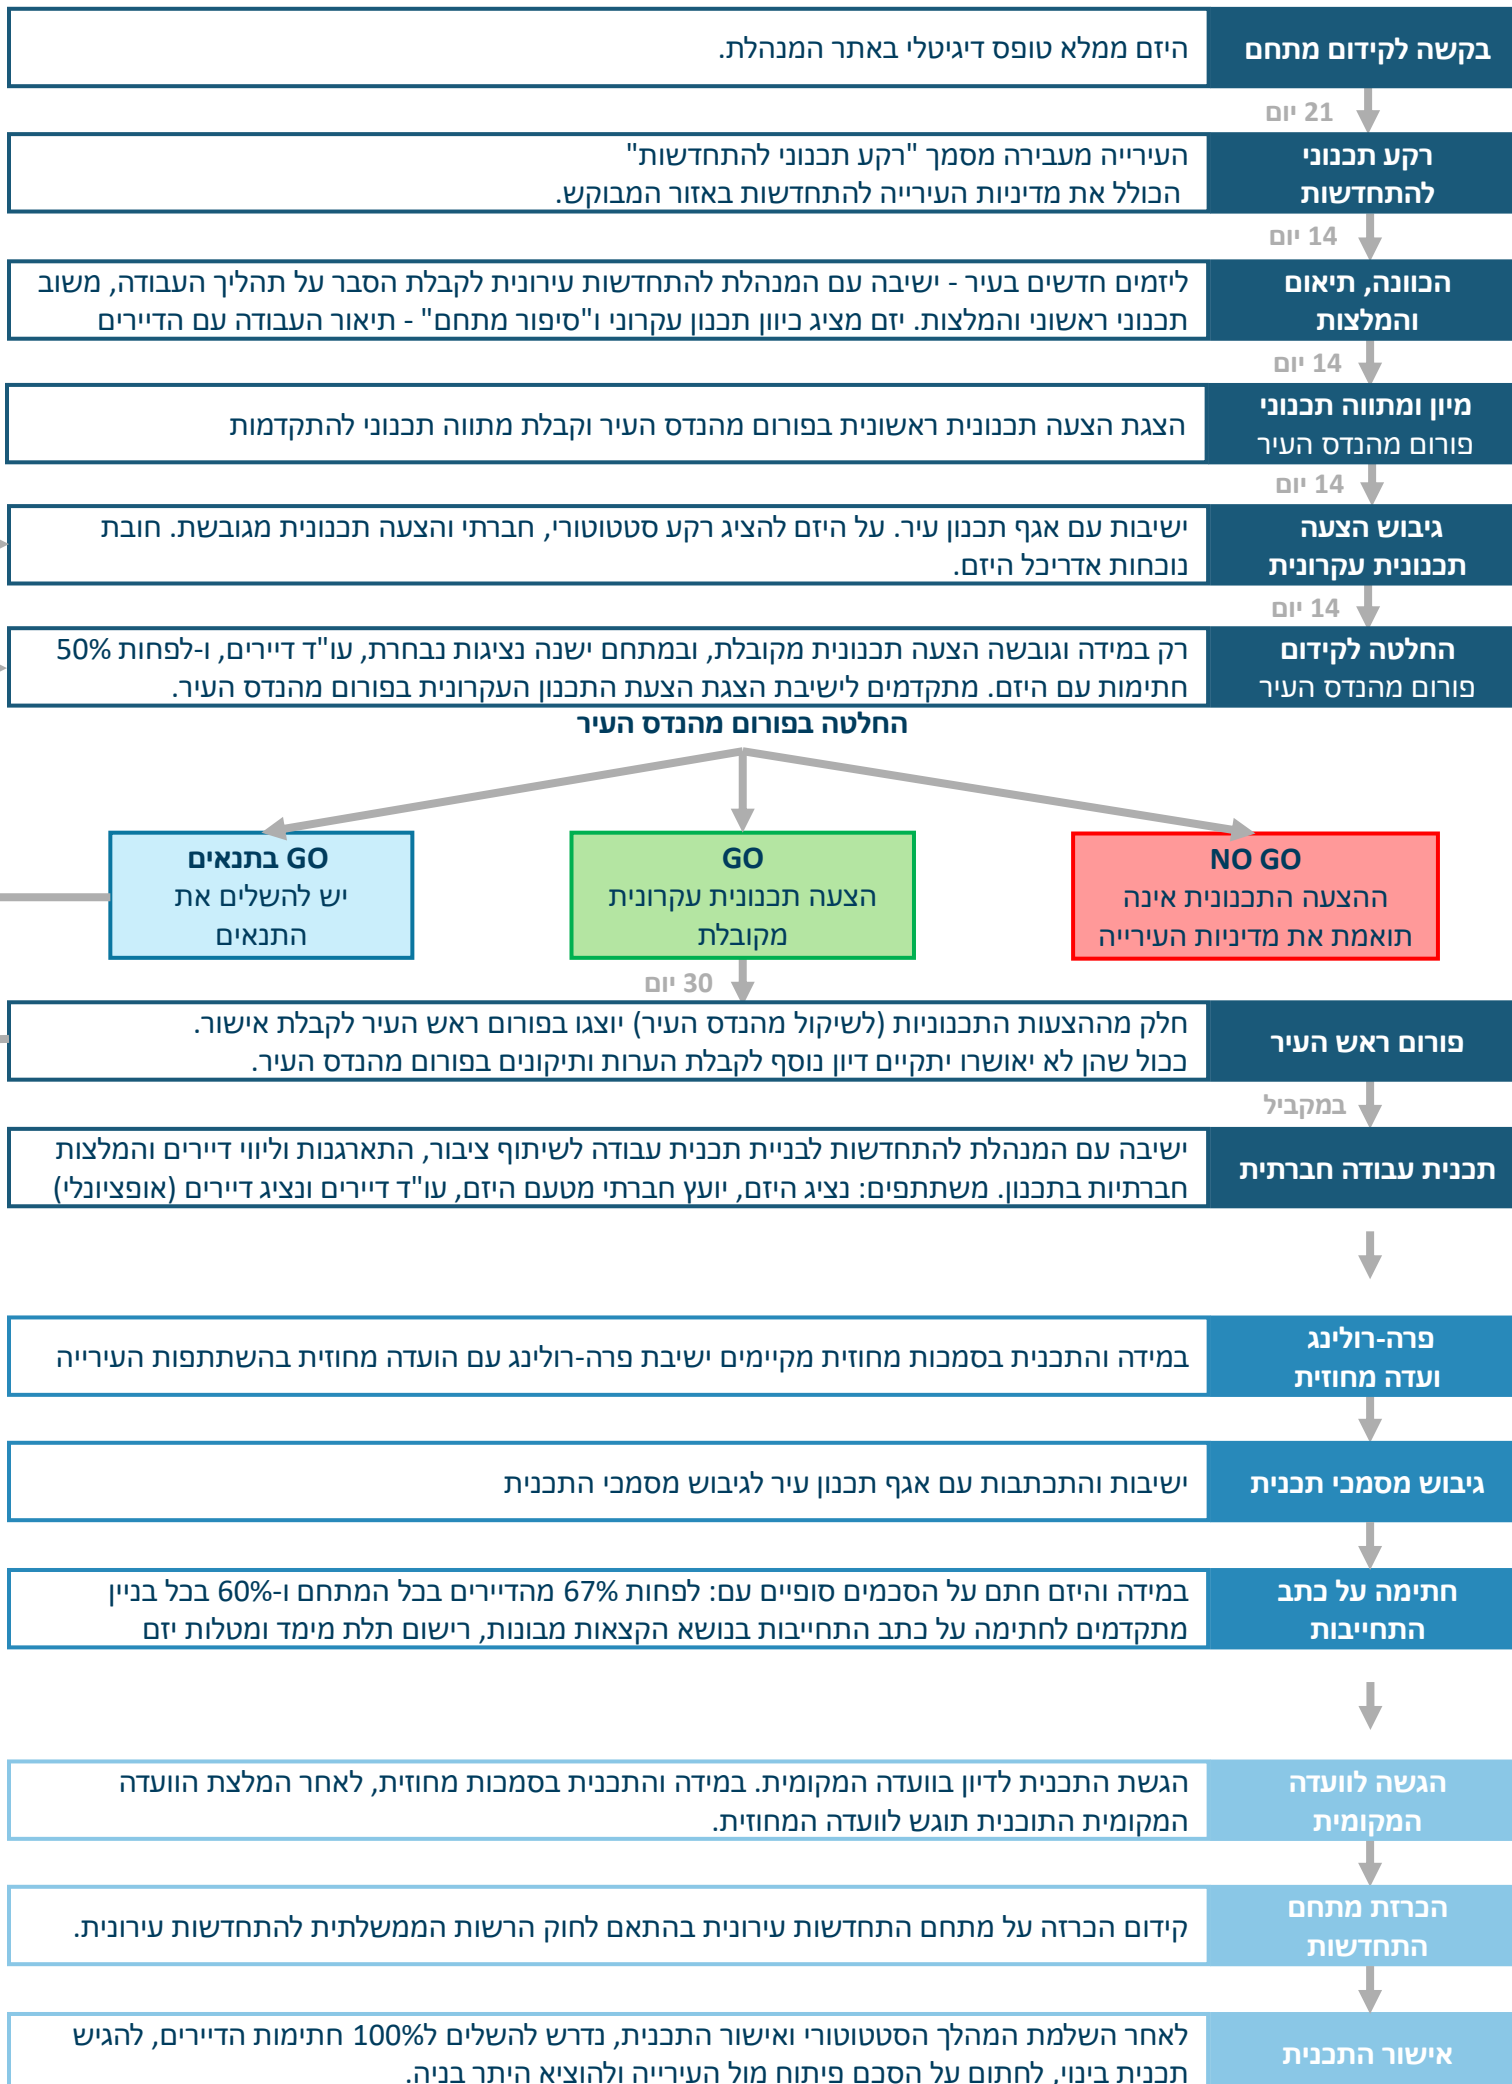 בקשה לקידום מתחם
היזם ממלא טופס דיגיטלי באתר המנהלת.
21 יום
רקע תכנוני
להתחדשות
העירייה מעבירה מסמך "רקע תכנוני להתחדשות"
הכולל את מדיניות העירייה להתחדשות באזור המבוקש.
14 יום
הכוונה, תיאום
והמלצות
ליזמים חדשים בעיר - ישיבה עם המנהלת להתחדשות עירונית לקבלת הסבר על תהליך העבודה, משוב
תכנוני ראשוני והמלצות. יזם מציג כיוון תכנון עקרוני ו"סיפור מתחם" - תיאור העבודה עם הדיירים
14 יום
מיון ומתווה תכנוני
פורום מהנדס העיר
הצגת הצעה תכנונית ראשונית בפורום מהנדס העיר וקבלת מתווה תכנוני להתקדמות
14 יום
גיבוש הצעה
תכנונית עקרונית
ישיבות עם אגף תכנון עיר. על היזם להציג רקע סטטוטורי, חברתי והצעה תכנונית מגובשת. חובת
נוכחות אדריכל היזם.
14 יום
החלטה לקידום
פורום מהנדס העיר
רק במידה וגובשה הצעה תכנונית מקובלת, ובמתחם ישנה נציגות נבחרת, עו"ד דיירים, ו-לפחות 50%
חתימות עם היזם. מתקדמים לישיבת הצגת הצעת התכנון העקרונית בפורום מהנדס העיר.
החלטה בפורום מהנדס העיר
NO GO
ההצעה התכנונית אינה
תואמת את מדיניות העירייה
GO
הצעה תכנונית עקרונית
מקובלת
GO בתנאים
יש להשלים את
התנאים
30 יום
פורום ראש העיר
חלק מההצעות התכנוניות (לשיקול מהנדס העיר) יוצגו בפורום ראש העיר לקבלת אישור.
ככול שהן לא יאושרו יתקיים דיון נוסף לקבלת הערות ותיקונים בפורום מהנדס העיר.
במקביל
תכנית עבודה חברתית
ישיבה עם המנהלת להתחדשות לבניית תכנית עבודה לשיתוף ציבור, התארגנות וליווי דיירים והמלצות
חברתיות בתכנון. משתתפים: נציג היזם, יועץ חברתי מטעם היזם, עו"ד דיירים ונציג דיירים (אופציונלי)
פרה-רולינג
ועדה מחוזית
במידה והתכנית בסמכות מחוזית מקיימים ישיבת פרה-רולינג עם הועדה מחוזית בהשתתפות העירייה
גיבוש מסמכי תכנית
ישיבות והתכתבות עם אגף תכנון עיר לגיבוש מסמכי התכנית
חתימה על כתב
התחייבות
במידה והיזם חתם על הסכמים סופיים עם: לפחות 67% מהדיירים בכל המתחם ו-60% בכל בניין
מתקדמים לחתימה על כתב התחייבות בנושא הקצאות מבונות, רישום תלת מימד ומטלות יזם
הגשה לוועדה
המקומית
הגשת התכנית לדיון בוועדה המקומית. במידה והתכנית בסמכות מחוזית, לאחר המלצת הוועדה
המקומית התוכנית תוגש לוועדה המחוזית.
הכרזת מתחם
התחדשות
קידום הכרזה על מתחם התחדשות עירונית בהתאם לחוק הרשות הממשלתית להתחדשות עירונית.
אישור התכנית
לאחר השלמת המהלך הסטטוטורי ואישור התכנית, נדרש להשלים ל100% חתימות הדיירים, להגיש
תכנית בינוי, לחתום על הסכם פיתוח מול העירייה ולהוציא היתר בניה.